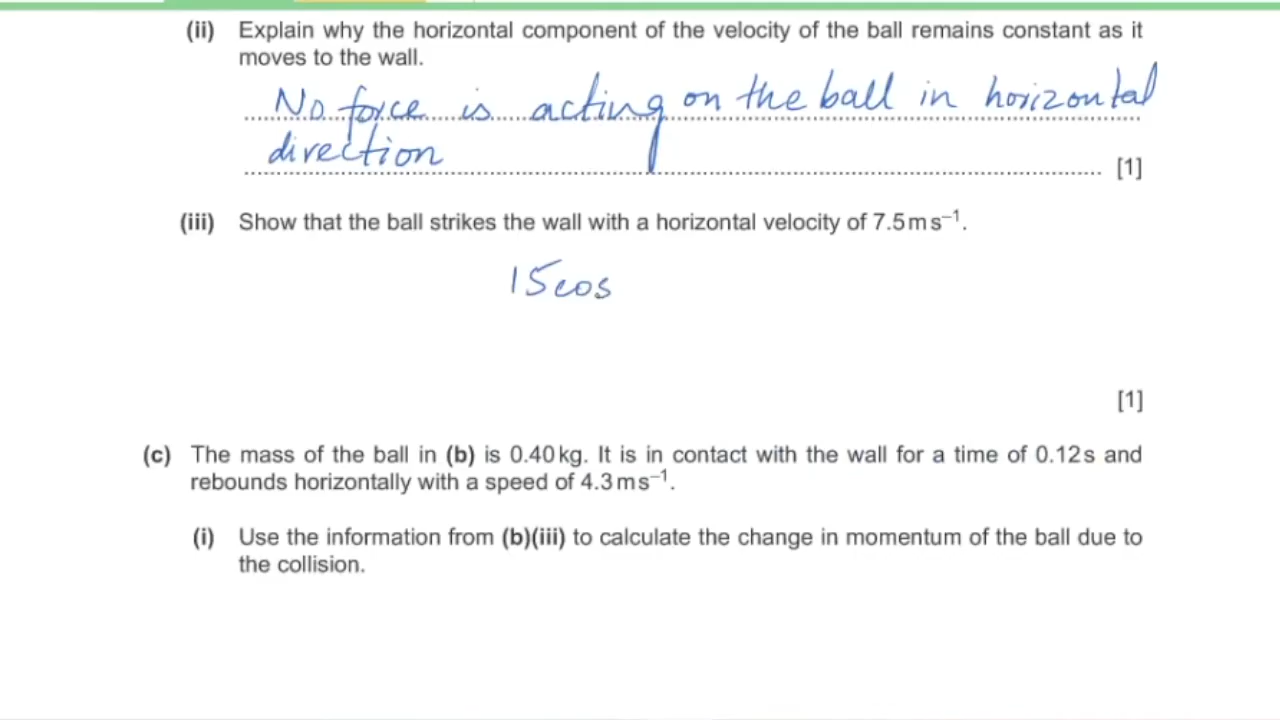 (ii) Explain why the horizontal component of the velocity of the ball remains constant as it
moves to the wall.
No force is acting on the ball in horizontal
direction
[1]
(iii) Show that the ball strikes the wall with a horizontal velocity of 7.5 m s⁻¹.
15 cos
[1]
(c) The mass of the ball in (b) is 0.40 kg. It is in contact with the wall for a time of 0.12 s and
rebounds horizontally with a speed of 4.3 m s⁻¹.
(i) Use the information from (b)(iii) to calculate the change in momentum of the ball due to
the collision.